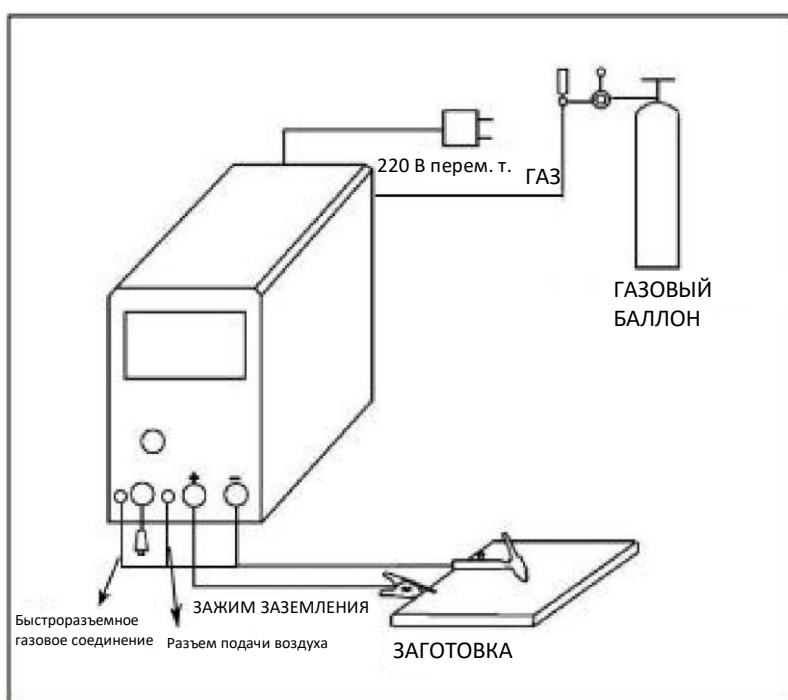 220 В перем. т.
ГАЗ
ГАЗОВЫЙ
БАЛЛОН
+ −
ЗАЖИМ ЗАЗЕМЛЕНИЯ
Быстроразъемное
газовое соединение
Разъем подачи воздуха
ЗАГОТОВКА